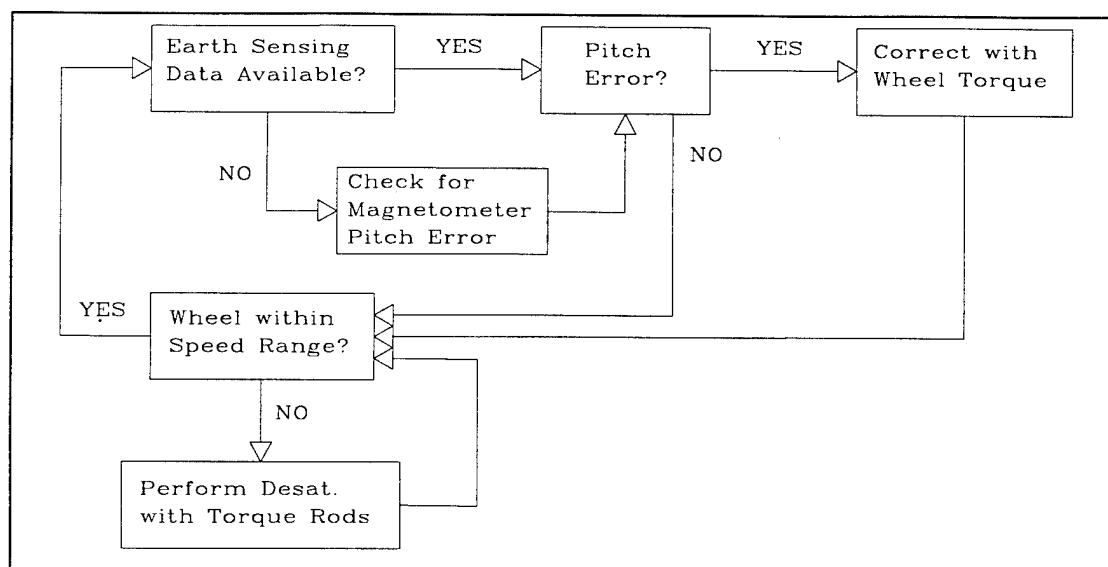 Earth Sensing
Data Available?
YES
Pitch
Error?
YES
Correct with
Wheel Torque
NO
NO
Check for
Magnetometer
Pitch Error
YES
Wheel within
Speed Range?
NO
Perform Desat.
with Torque Rods